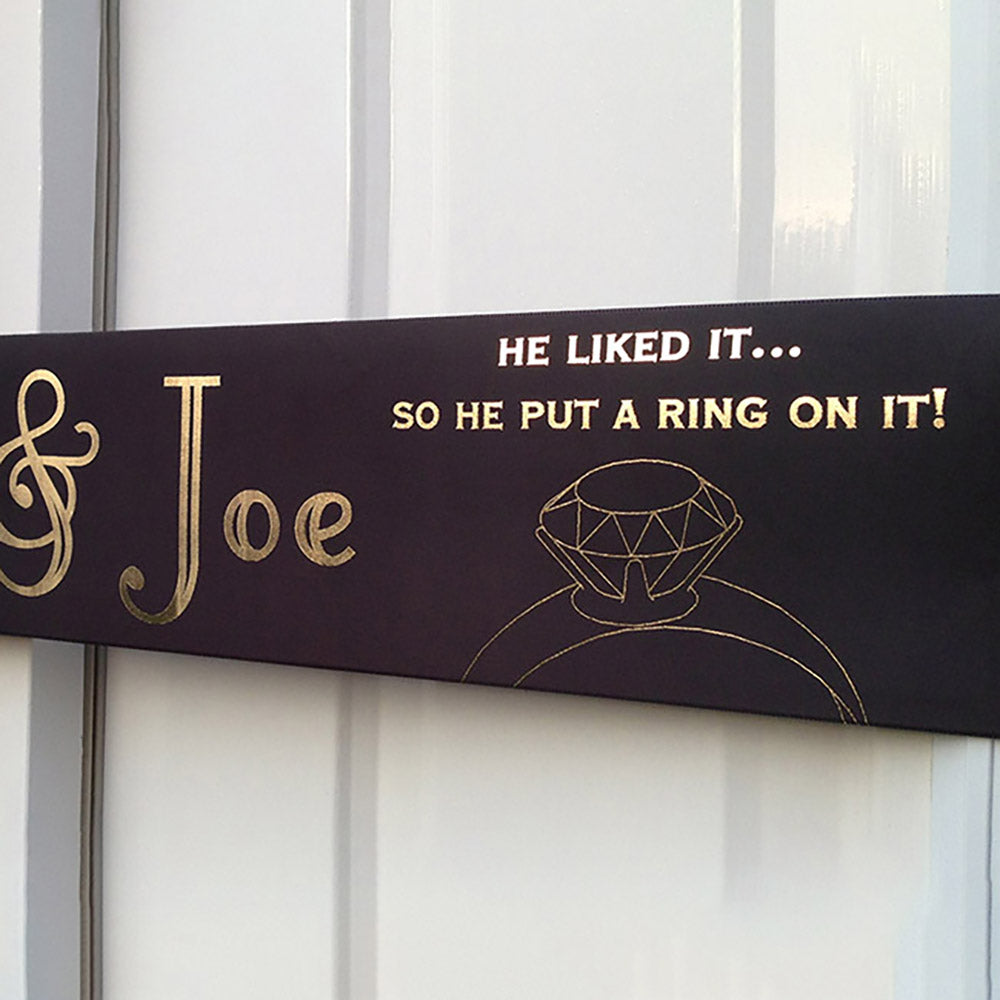 & Joe
HE LIKED IT...
SO HE PUT A RING ON IT!